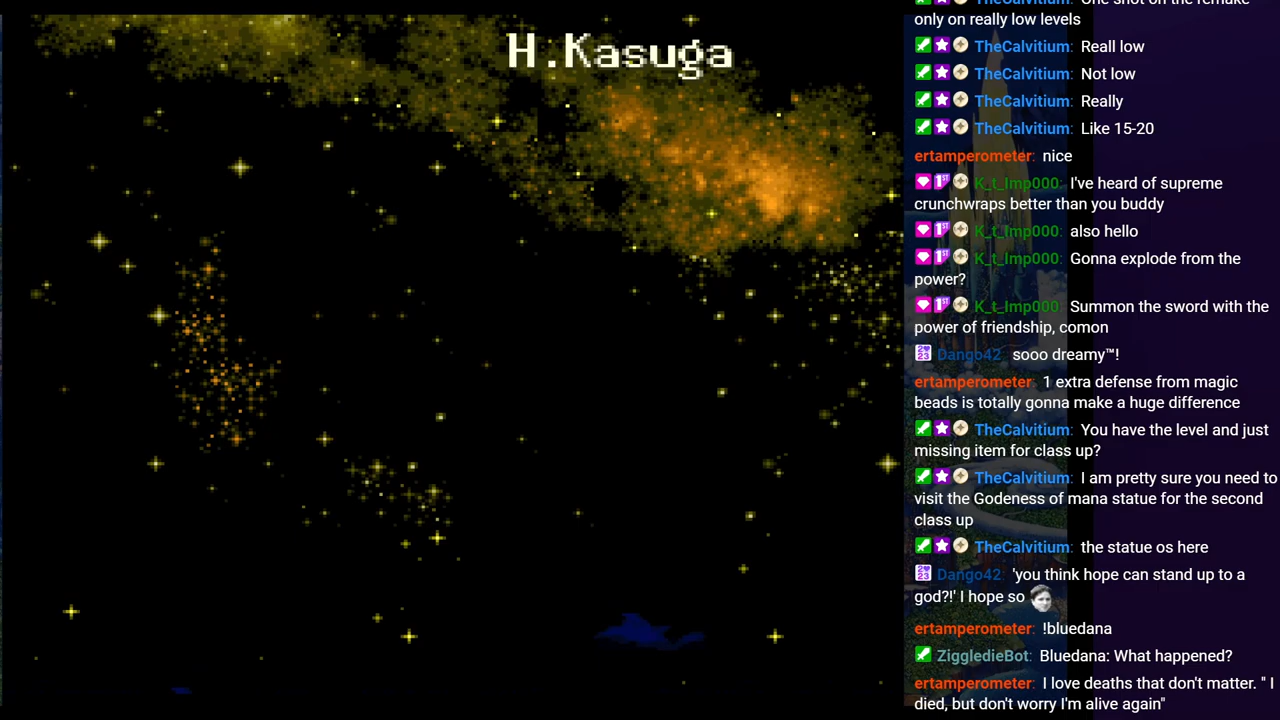 H.Kasuga
One shot on the remake
only on really low levels
TheCalvitium: Reall low
TheCalvitium: Not low
TheCalvitium: Really
TheCalvitium: Like 15-20
ertamperometer: nice
K_t_Imp000: I've heard of supreme
crunchwraps better than you buddy
K_t_Imp000: also hello
K_t_Imp000: Gonna explode from the
power?
K_t_Imp000: Summon the sword with the
power of friendship, comon
Dango42: sooo dreamy™!
ertamperometer: 1 extra defense from magic
beads is totally gonna make a huge difference
TheCalvitium: You have the level and just
missing item for class up?
TheCalvitium: I am pretty sure you need to
visit the Godeness of mana statue for the second
class up
TheCalvitium: the statue os here
Dango42: 'you think hope can stand up to a
god?!' I hope so
ertamperometer: !bluedana
ZiggledieBot: Bluedana: What happened?
ertamperometer: I love deaths that don't matter. " I
died, but don't worry I'm alive again"